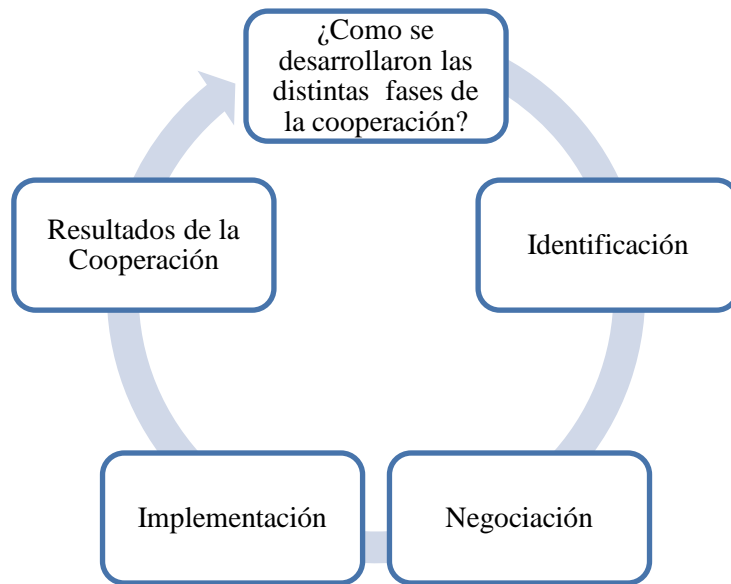 ¿Como se
desarrollaron las
distintas fases de
la cooperación?
Identificación
Negociación
Implementación
Resultados de la
Cooperación